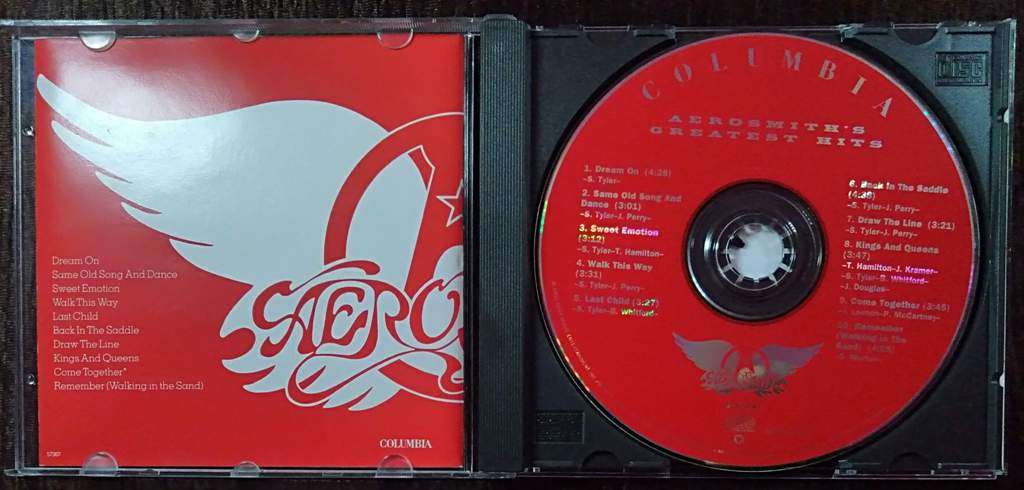 Dream On
Same Old Song And Dance
Sweet Emotion
Walk This Way
Last Child
Back In The Saddle
Draw The Line
Kings And Queens
Come Together*
Remember (Walking in the Sand)
AERO
COLUMBIA
57367
COLUMBIA
AEROSMITH'S
GREATEST HITS
1. Dream On (4:28)
–S. Tyler–
2. Same Old Song And
Dance (3:01)
–S. Tyler–J. Perry–
3. Sweet Emotion
(3:12)
–S. Tyler–T. Hamilton–
4. Walk This Way
(3:31)
–S. Tyler–J. Perry–
5. Last Child (3:27)
–S. Tyler–B. Whitford–
6. Back In The Saddle
–S. Tyler–J. Perry–
7. Draw The Line (3:21)
–S. Tyler–J. Perry–
8. Kings And Queens
(3:47)
–T. Hamilton–J. Kramer–
–S. Tyler–B. Whitford–
–J. Douglas–
9. Come Together (3:45)
–J. Lennon–P. McCartney–
10. Remember
(Walking in The
Sand)
DISC